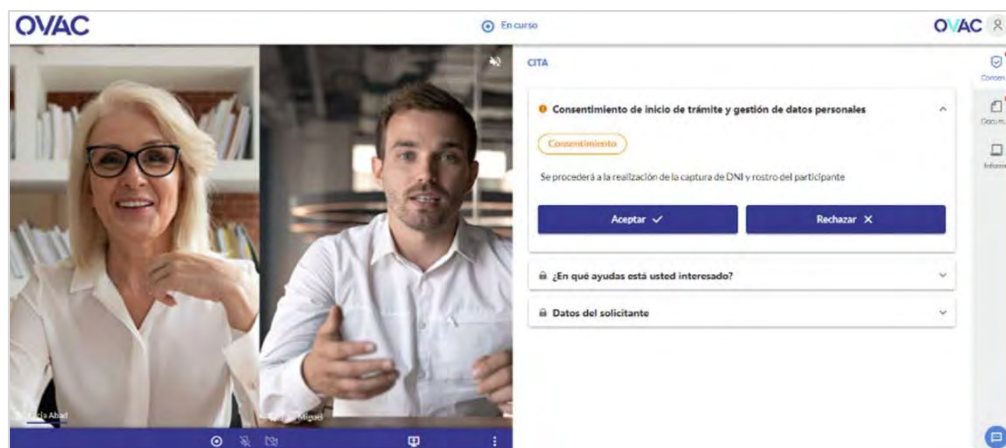 OVAC
En curso
OVAC
CITA
Consentimiento de inicio de trámite y gestión de datos personales
Consentimiento
Se procederá a la realización de la captura de DNI y rostro del participante
Aceptar
Rechazar
¿En qué ayudas está usted interesado?
Datos del solicitante
Abad
Miguel